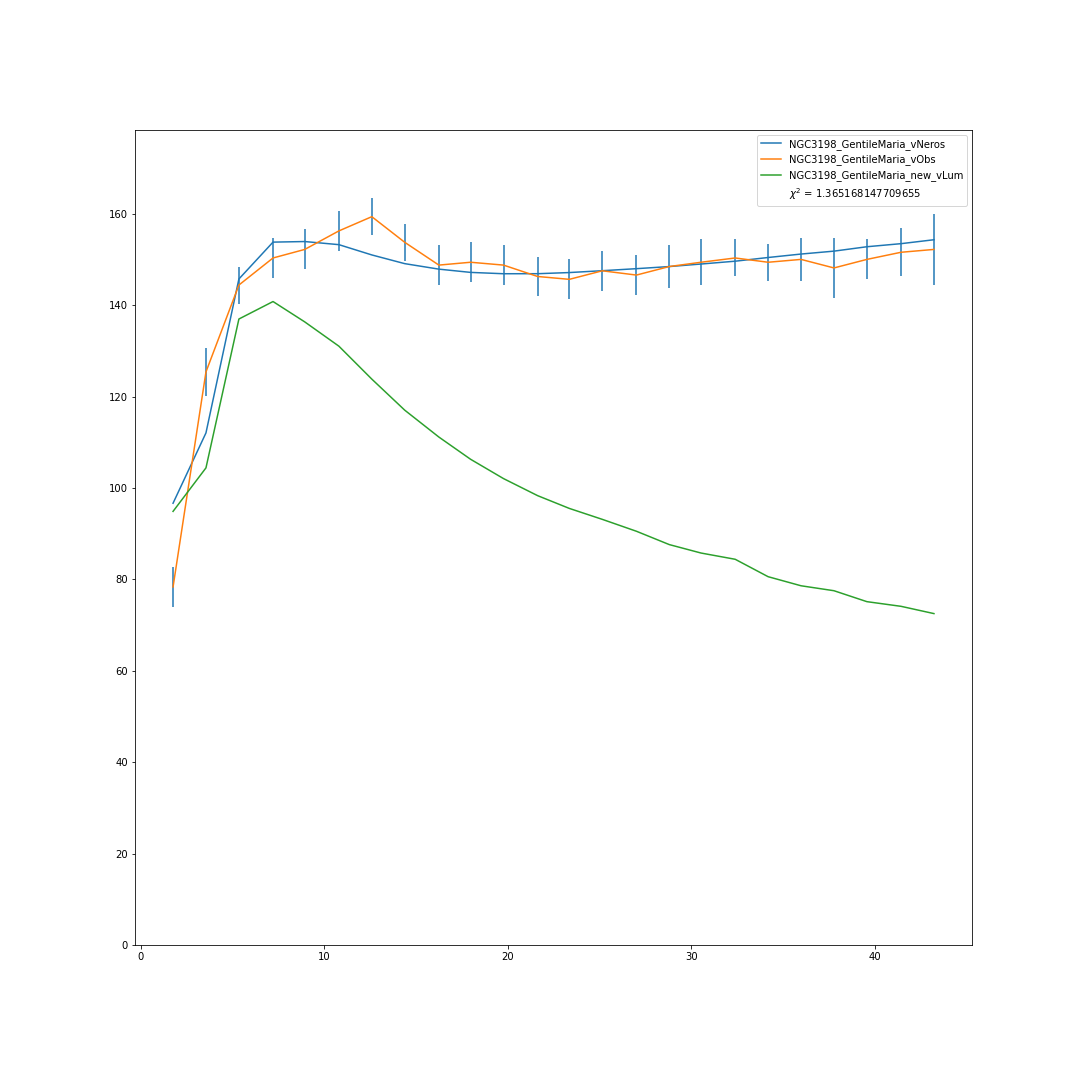 NGC3198_GentileMaria_vNeros
NGC3198_GentileMaria_vObs
NGC3198_GentileMaria_new_vLum
χ² = 1.365168147709655
160
140
120
100
80
60
40
20
0
0 10 20 30 40